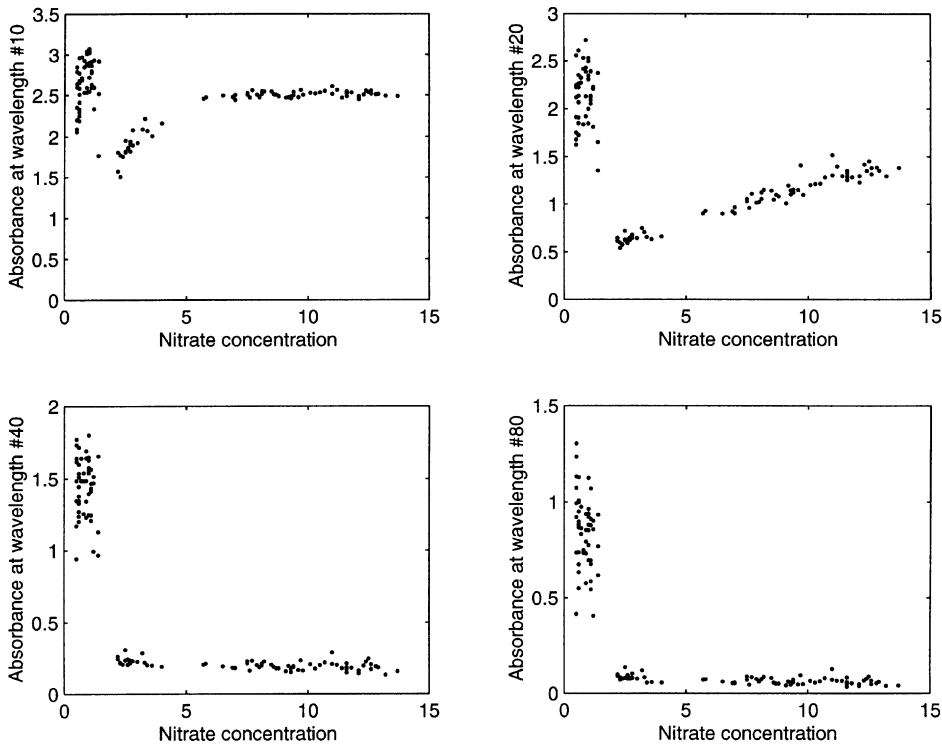 Absorbance at wavelength #10
3.5
3
2.5
2
1.5
1
0.5
0
0 5 10 15
Nitrate concentration
Absorbance at wavelength #20
3
2.5
2
1.5
1
0.5
0
0 5 10 15
Nitrate concentration
Absorbance at wavelength #40
2
1.5
1
0.5
0
0 5 10 15
Nitrate concentration
Absorbance at wavelength #80
1.5
1
0.5
0
0 5 10 15
Nitrate concentration